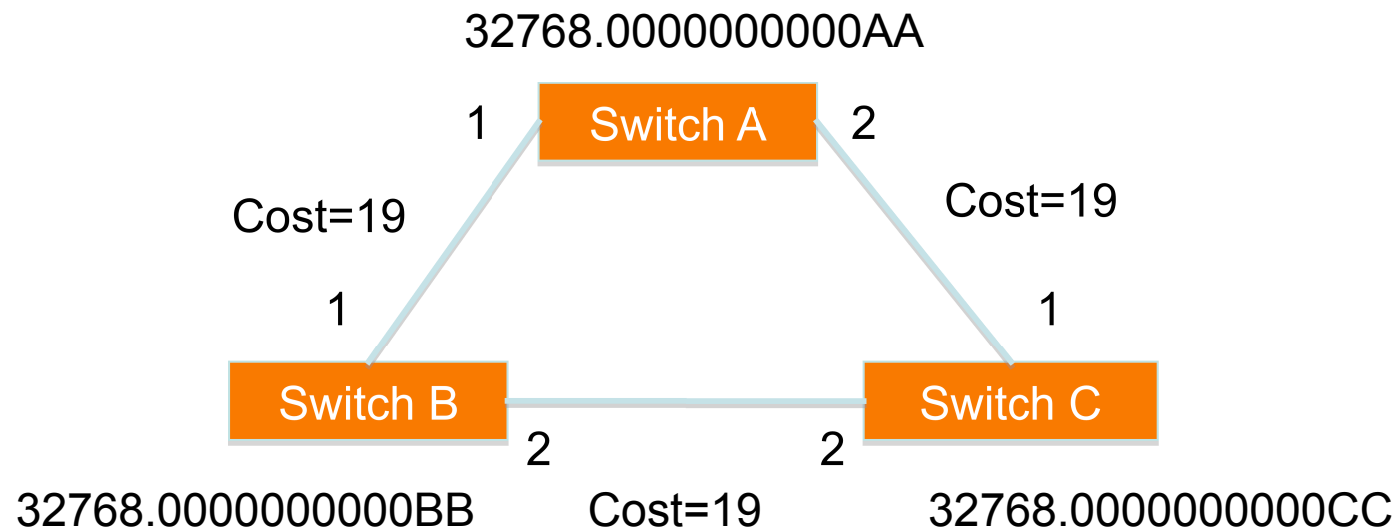 32768.0000000000AA
1 Switch A 2
Cost=19 Cost=19
1 1
Switch B Switch C
2 2
32768.0000000000BB Cost=19 32768.0000000000CC